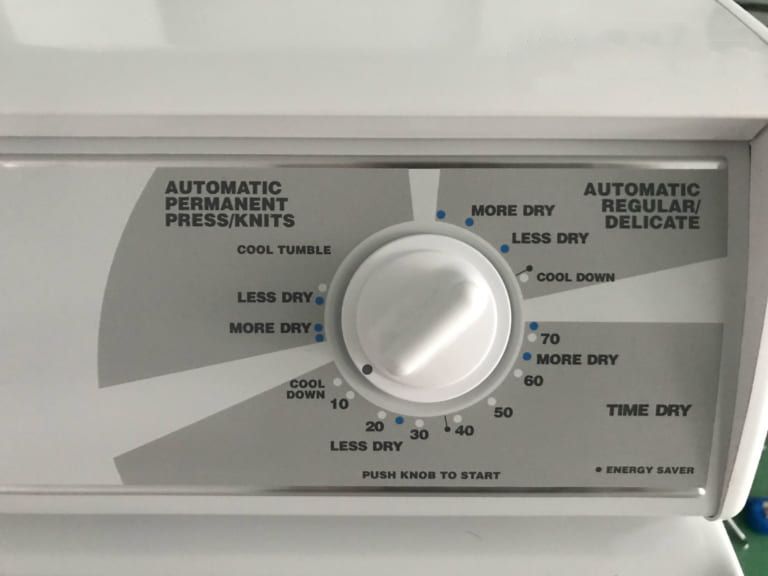 AUTOMATIC
PERMANENT
PRESS/KNITS
COOL TUMBLE
LESS DRY
MORE DRY
AUTOMATIC
REGULAR/
DELICATE
MORE DRY
LESS DRY
COOL DOWN
70
MORE DRY
60
50
40
30
20
10
COOL
DOWN
LESS DRY
TIME DRY
PUSH KNOB TO START
• ENERGY SAVER